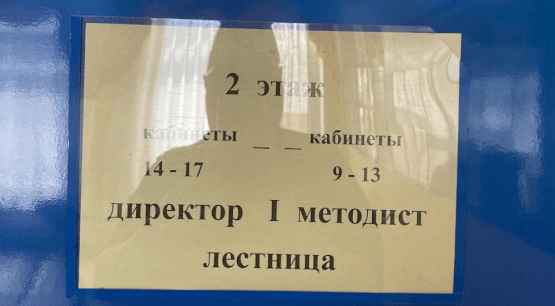 2 этаж
кабинеты _ _ кабинеты
14 - 17 9 - 13
директор I методист
лестница